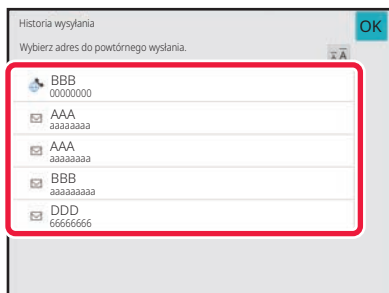 Historia wysyłania
OK
Wybierz adres do powtórnego wysłania.
A A
BBB
00000000
AAA
aaaaaaaa
AAA
aaaaaaaa
BBB
aaaaaaaaa
DDD
66666666